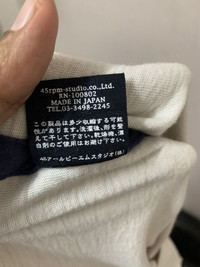 45rpm-studio.co.,Ltd.
RN-100802
MADE IN JAPAN
TEL.03-3498-2245
この製品は多少収縮する可能
性があります。洗濯後、形を整
えて干して下さい。乾燥機、漂
白剤のご使用はお避け下さい。
45アールピーエムスタジオ(株)